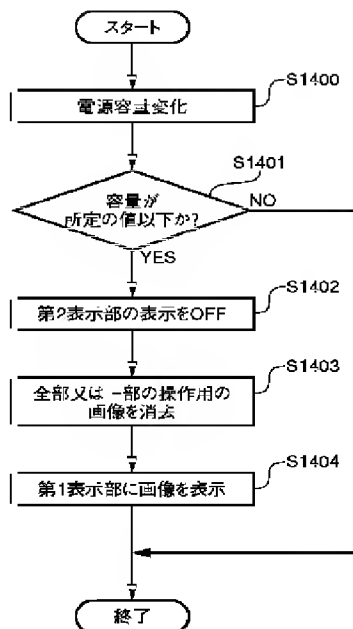 スタート
S1400
電源容量変化
S1401
容量が
所定の値以下か?
NO
YES
S1402
第2表示部の表示をOFF
S1403
全部又は一部の操作用の
画像を消去
S1404
第1表示部に画像を表示
終了